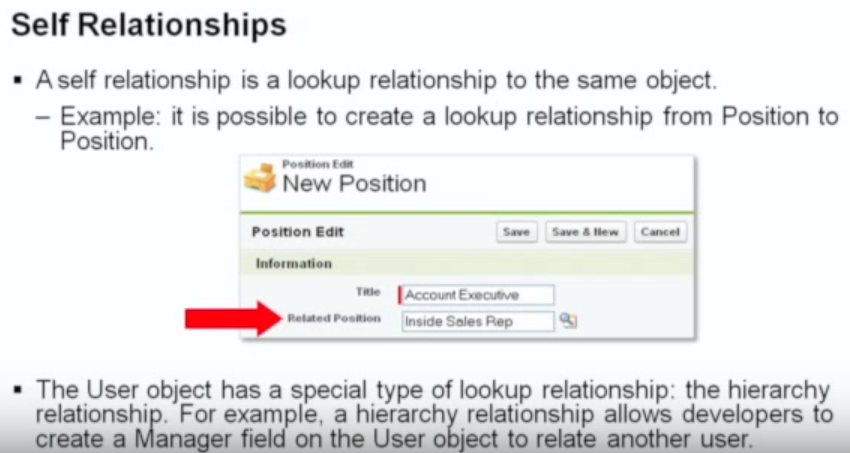 Self Relationships
▪ A self relationship is a lookup relationship to the same object.
– Example: it is possible to create a lookup relationship from Position to
Position.
Position Edit
New Position
Position Edit Save Save & New Cancel
Information
Title Account Executive
Related Position Inside Sales Rep
▪ The User object has a special type of lookup relationship: the hierarchy
relationship. For example, a hierarchy relationship allows developers to
create a Manager field on the User object to relate another user.